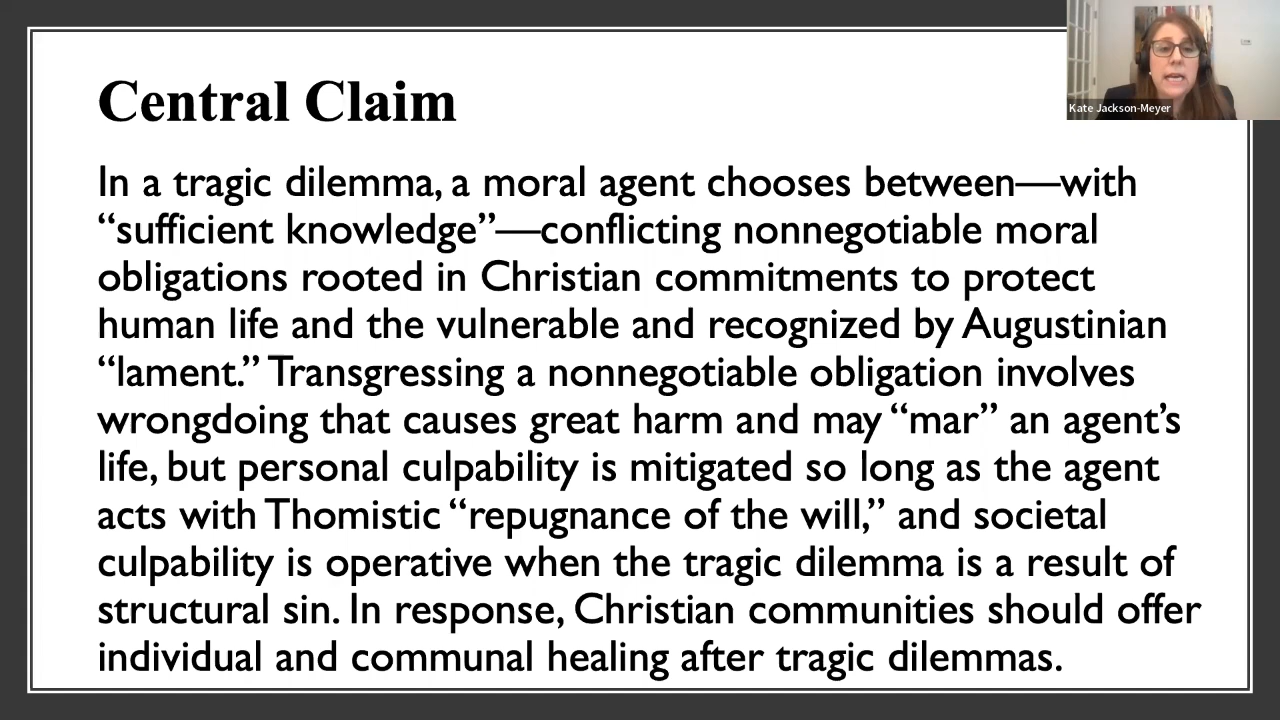 Kate Jackson-Meyer
Central Claim
In a tragic dilemma, a moral agent chooses between—with
“sufficient knowledge”—conflicting nonnegotiable moral
obligations rooted in Christian commitments to protect
human life and the vulnerable and recognized by Augustinian
“lament.” Transgressing a nonnegotiable obligation involves
wrongdoing that causes great harm and may “mar” an agent’s
life, but personal culpability is mitigated so long as the agent
acts with Thomistic “repugnance of the will,” and societal
culpability is operative when the tragic dilemma is a result of
structural sin. In response, Christian communities should offer
individual and communal healing after tragic dilemmas.